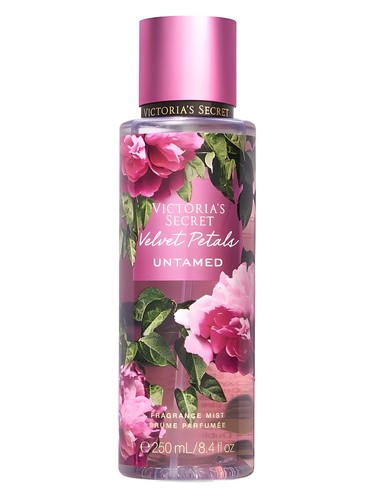 VICTORIA'S SECRET
VICTORIA'S
SECRET
Velvet Petals
UNTAMED
FRAGRANCE MIST
BRUME PARFUMÉE
℮ 250 mL/8.4 fl oz